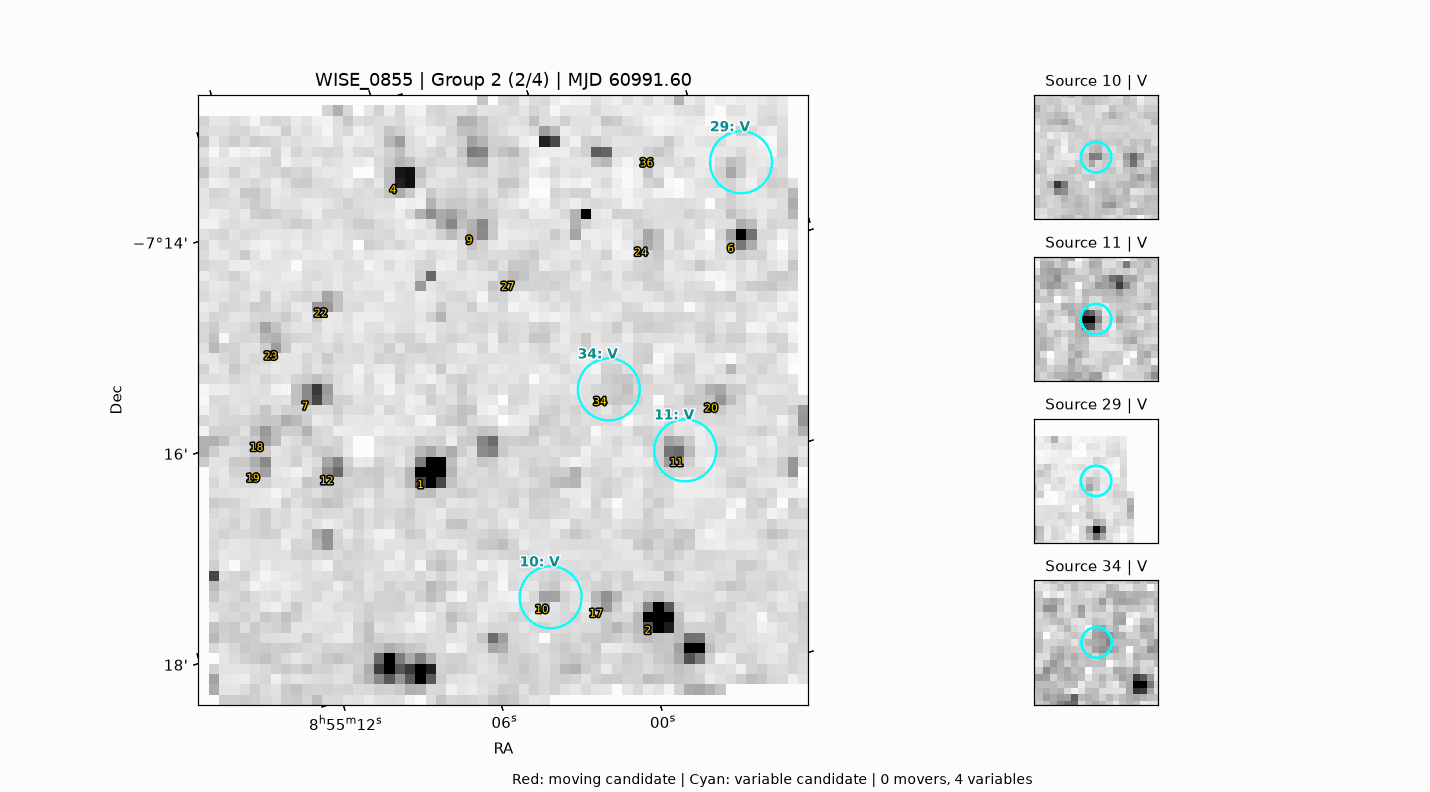 WISE_0855 | Group 2 (2/4) | MJD 60991.60
29: V
36
4
9
24
6
−7°14'
27
22
23
34: V
7
34
20
11: V
18
11
16'
19
12
1
10: V
10
17
2
18'
8ʰ55ᵐ12ˢ
06ˢ
00ˢ
RA
Dec
Source 10 | V
Source 11 | V
Source 29 | V
Source 34 | V
Red: moving candidate | Cyan: variable candidate | 0 movers, 4 variables